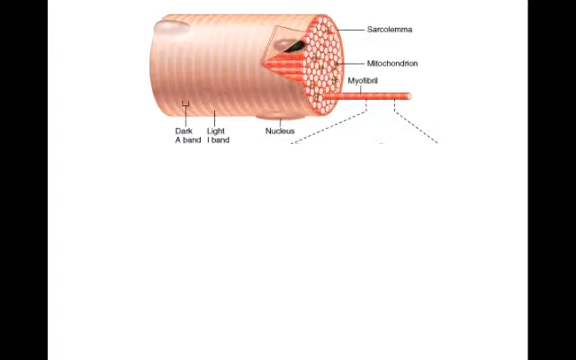 Sarcolemma
Mitochondrion
Myofibril
Dark
A band
Light
I band
Nucleus